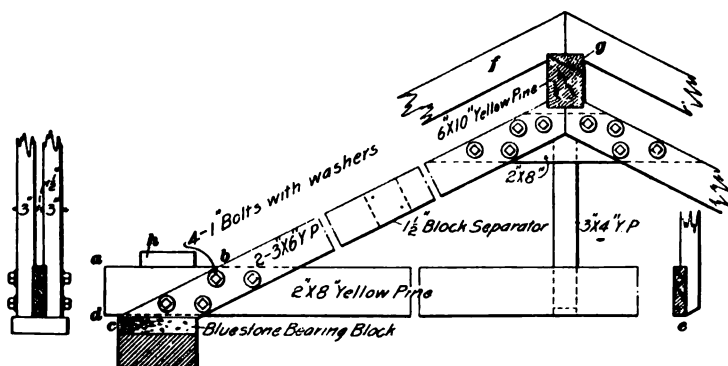 f
g
6"X10" Yellow Pine
2"X8"
4-1" Bolts with washers
3"
1½"
3"
h
a
b
2-3"X6" Y.P.
1½" Block Separator
3"X4" Y.P.
2"X8" Yellow Pine
d
c
Bluestone Bearing Block
e